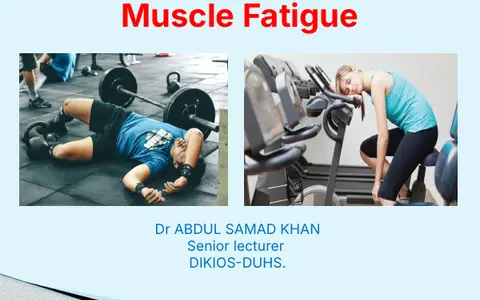 Muscle Fatigue
Dr ABDUL SAMAD KHAN
Senior lecturer
DIKIOS-DUHS.